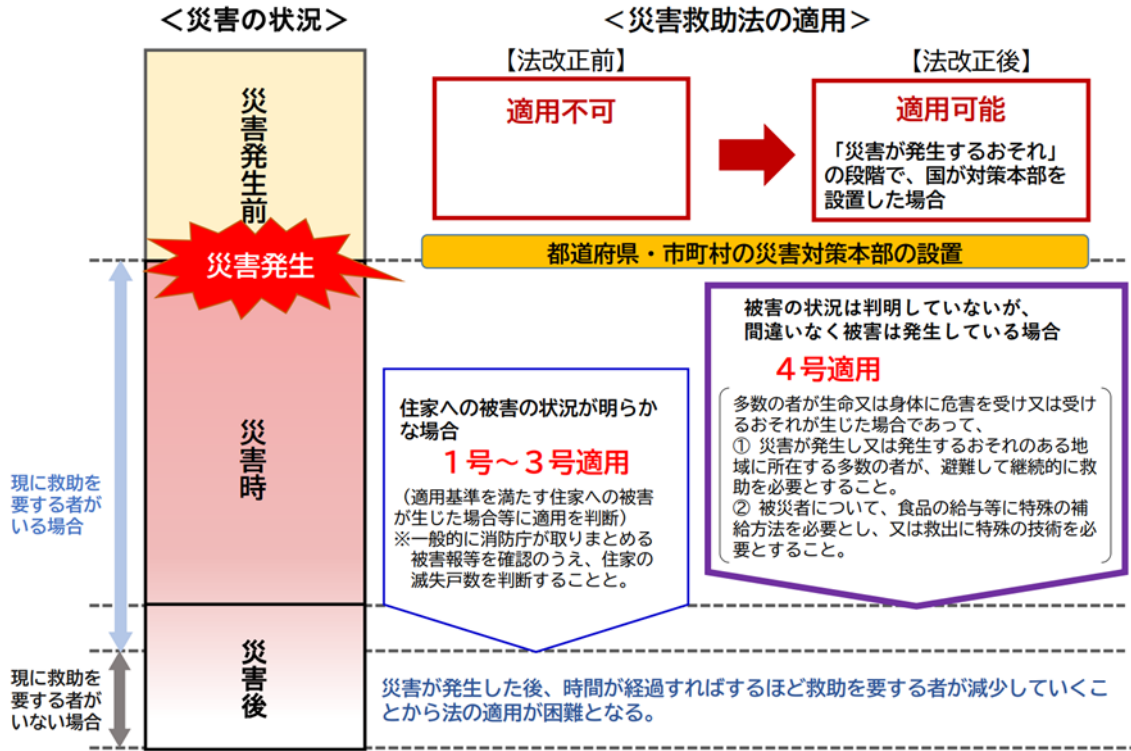 ＜災害の状況＞
＜災害救助法の適用＞
【法改正前】
【法改正後】
災害発生前
適用不可
適用可能
「災害が発生するおそれ」
の段階で、国が対策本部を
設置した場合
災害発生
都道府県・市町村の災害対策本部の設置
災害時
現に救助を
要する者が
いる場合
住家への被害の状況が明らか
な場合
１号～３号適用
（適用基準を満たす住家への被害
が生じた場合等に適用を判断）
※一般的に消防庁が取りまとめる
被害報等を確認のうえ、住家の
滅失戸数を判断することと。
被害の状況は判明していないが、
間違いなく被害は発生している場合
４号適用
多数の者が生命又は身体に危害を受け又は受け
るおそれが生じた場合であって、
① 災害が発生し又は発生するおそれのある地
域に所在する多数の者が、避難して継続的に救
助を必要とすること。
② 被災者について、食品の給与等に特殊の補
給方法を必要とし、又は救出に特殊の技術を必
要とすること。
災害後
現に救助を
要する者が
いない場合
災害が発生した後、時間が経過すればするほど救助を要する者が減少していくこ
とから法の適用が困難となる。